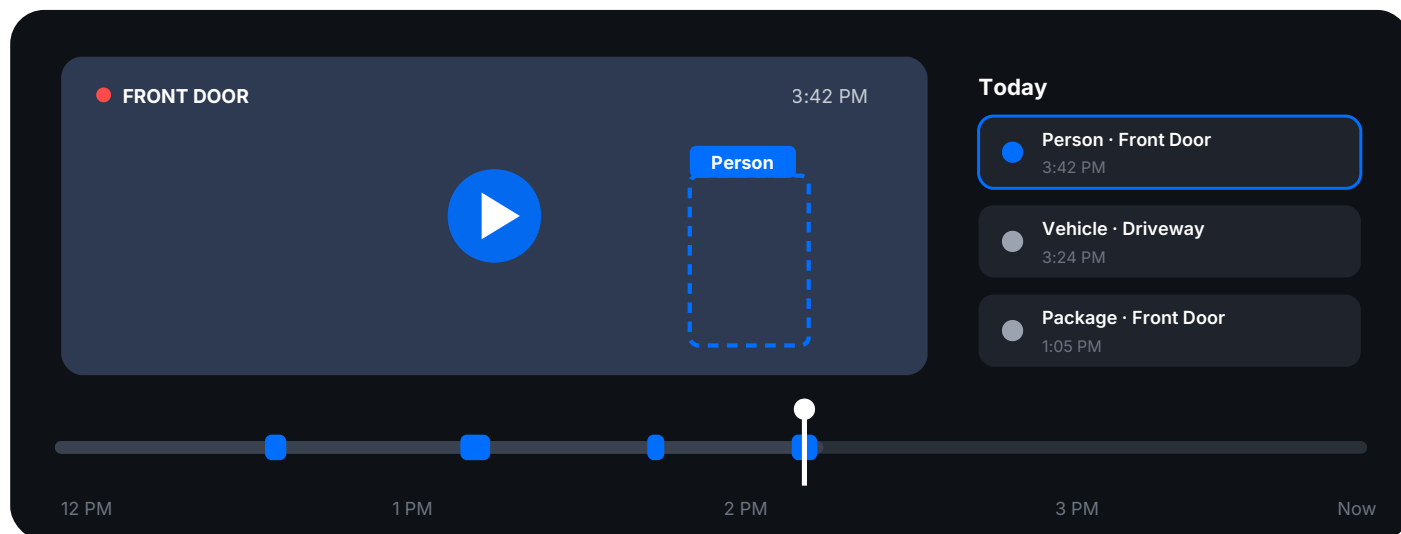 FRONT DOOR
3:42 PM
Person
Today
Person · Front Door
3:42 PM
Vehicle · Driveway
3:24 PM
Package · Front Door
1:05 PM
12 PM
1 PM
2 PM
3 PM
Now